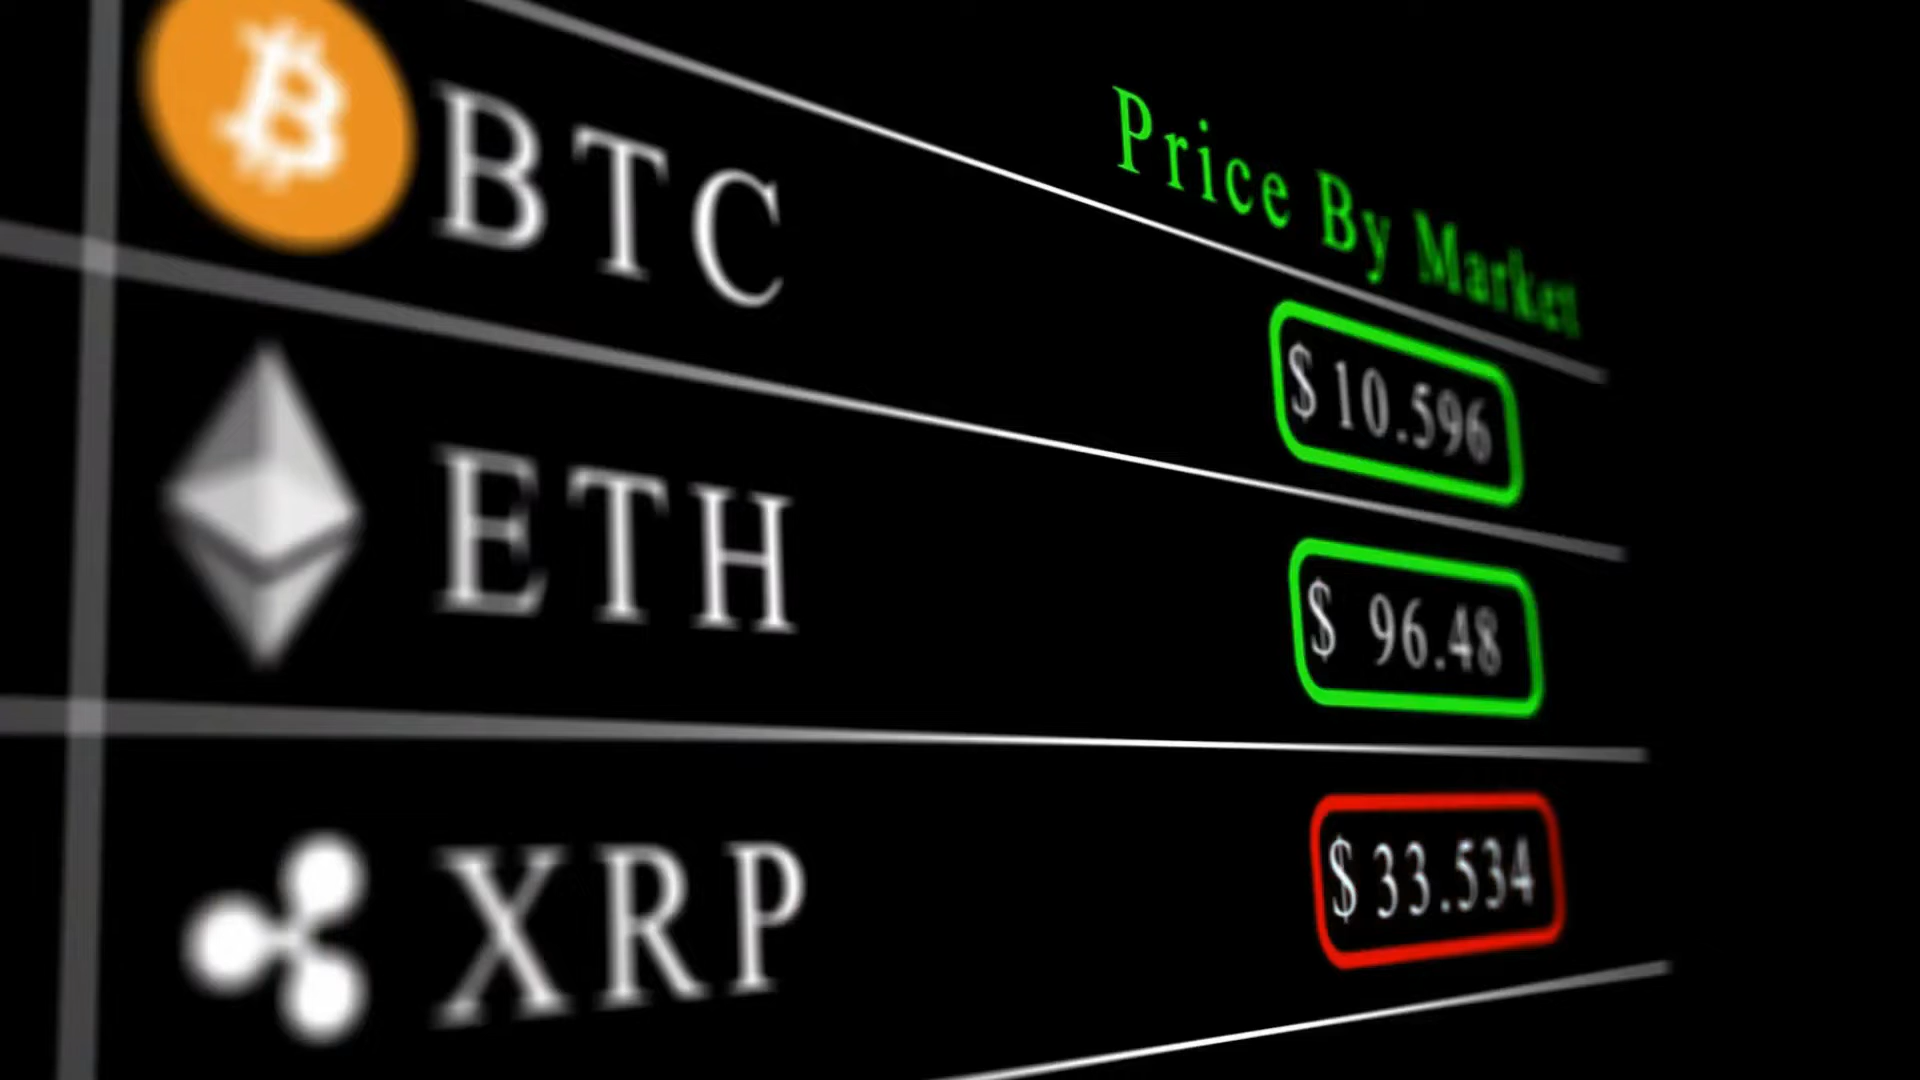 Price By Market
BTC $ 10.596
ETH $ 96.48
XRP $ 33.534